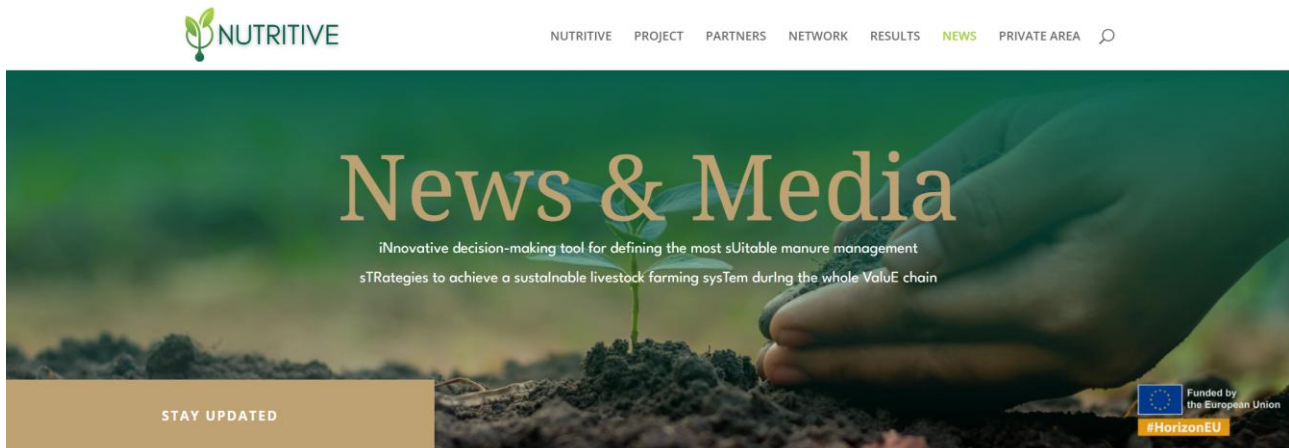 NUTRITIVE
NUTRITIVE PROJECT PARTNERS NETWORK RESULTS NEWS PRIVATE AREA
News & Media
iNnovative decision-making tool for defining the most sUitable manure management
sTRategies to achieve a sustaInable livestock farming sysTem durIng the whole ValuE chain
STAY UPDATED
Funded by
the European Union
#HorizonEU